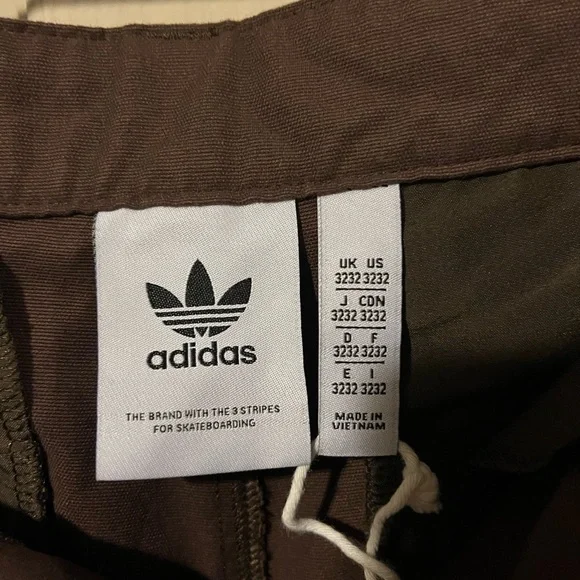 adidas
THE BRAND WITH THE 3 STRIPES
FOR SKATEBOARDING
UK US
3232 3232
J CDN
3232 3232
D F
3232 3232
E I
3232 3232
MADE IN
VIETNAM